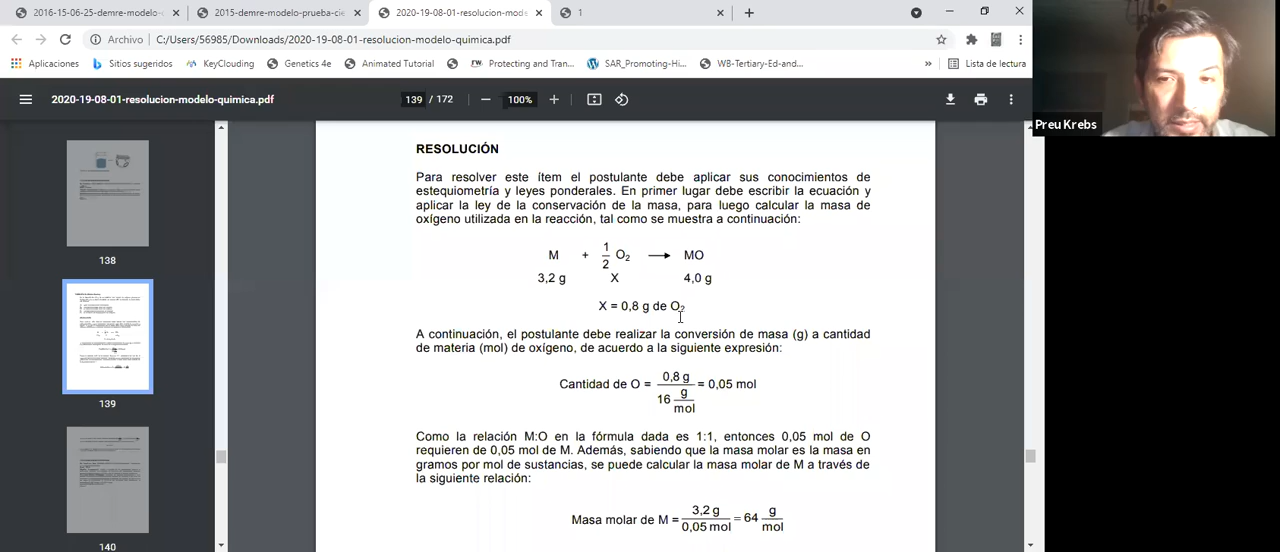 2016-15-06-25-demre-modelo-
2015-demre-modelo-prueba-cie
2020-19-08-01-resolucion-mode
1
Archivo
C:/Users/56985/Downloads/2020-19-08-01-resolucion-modelo-quimica.pdf
Aplicaciones
Sitios sugeridos
KeyClouding
Genetics 4e
Animated Tutorial
Protecting and Tran...
SAR_Promoting-Hi...
WB-Tertiary-Ed-and...
»
Lista de lectura
2020-19-08-01-resolucion-modelo-quimica.pdf
139 / 172
100%
Preu Krebs
138
139
140
RESOLUCIÓN
Para resolver este ítem el postulante debe aplicar sus conocimientos de
estequiometría y leyes ponderales. En primer lugar debe escribir la ecuación y
aplicar la ley de la conservación de la masa, para luego calcular la masa de
oxígeno utilizada en la reacción, tal como se muestra a continuación:
M + 1/2 O₂ ⟶ MO
3,2 g X 4,0 g
X = 0,8 g de O₂
A continuación, el postulante debe realizar la conversión de masa (g) a cantidad
de materia (mol) de oxígeno, de acuerdo a la siguiente expresión:
Cantidad de O = 0,8 g / 16 g/mol = 0,05 mol
Como la relación M:O en la fórmula dada es 1:1, entonces 0,05 mol de O
requieren de 0,05 mol de M. Además, sabiendo que la masa molar es la masa en
gramos por mol de sustancias, se puede calcular la masa molar de M a través de
la siguiente relación:
Masa molar de M = 3,2 g / 0,05 mol = 64 g/mol